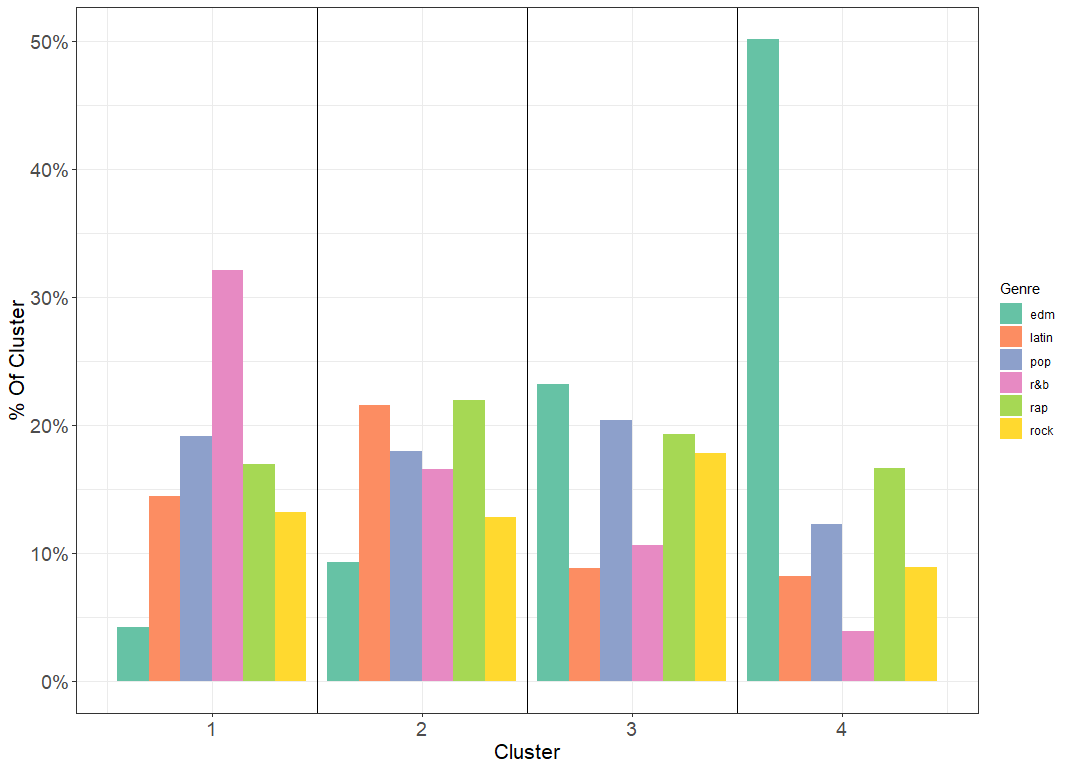 50%
40%
30%
20%
10%
0%
% Of Cluster
1 2 3 4
Cluster
Genre
edm
latin
pop
r&b
rap
rock